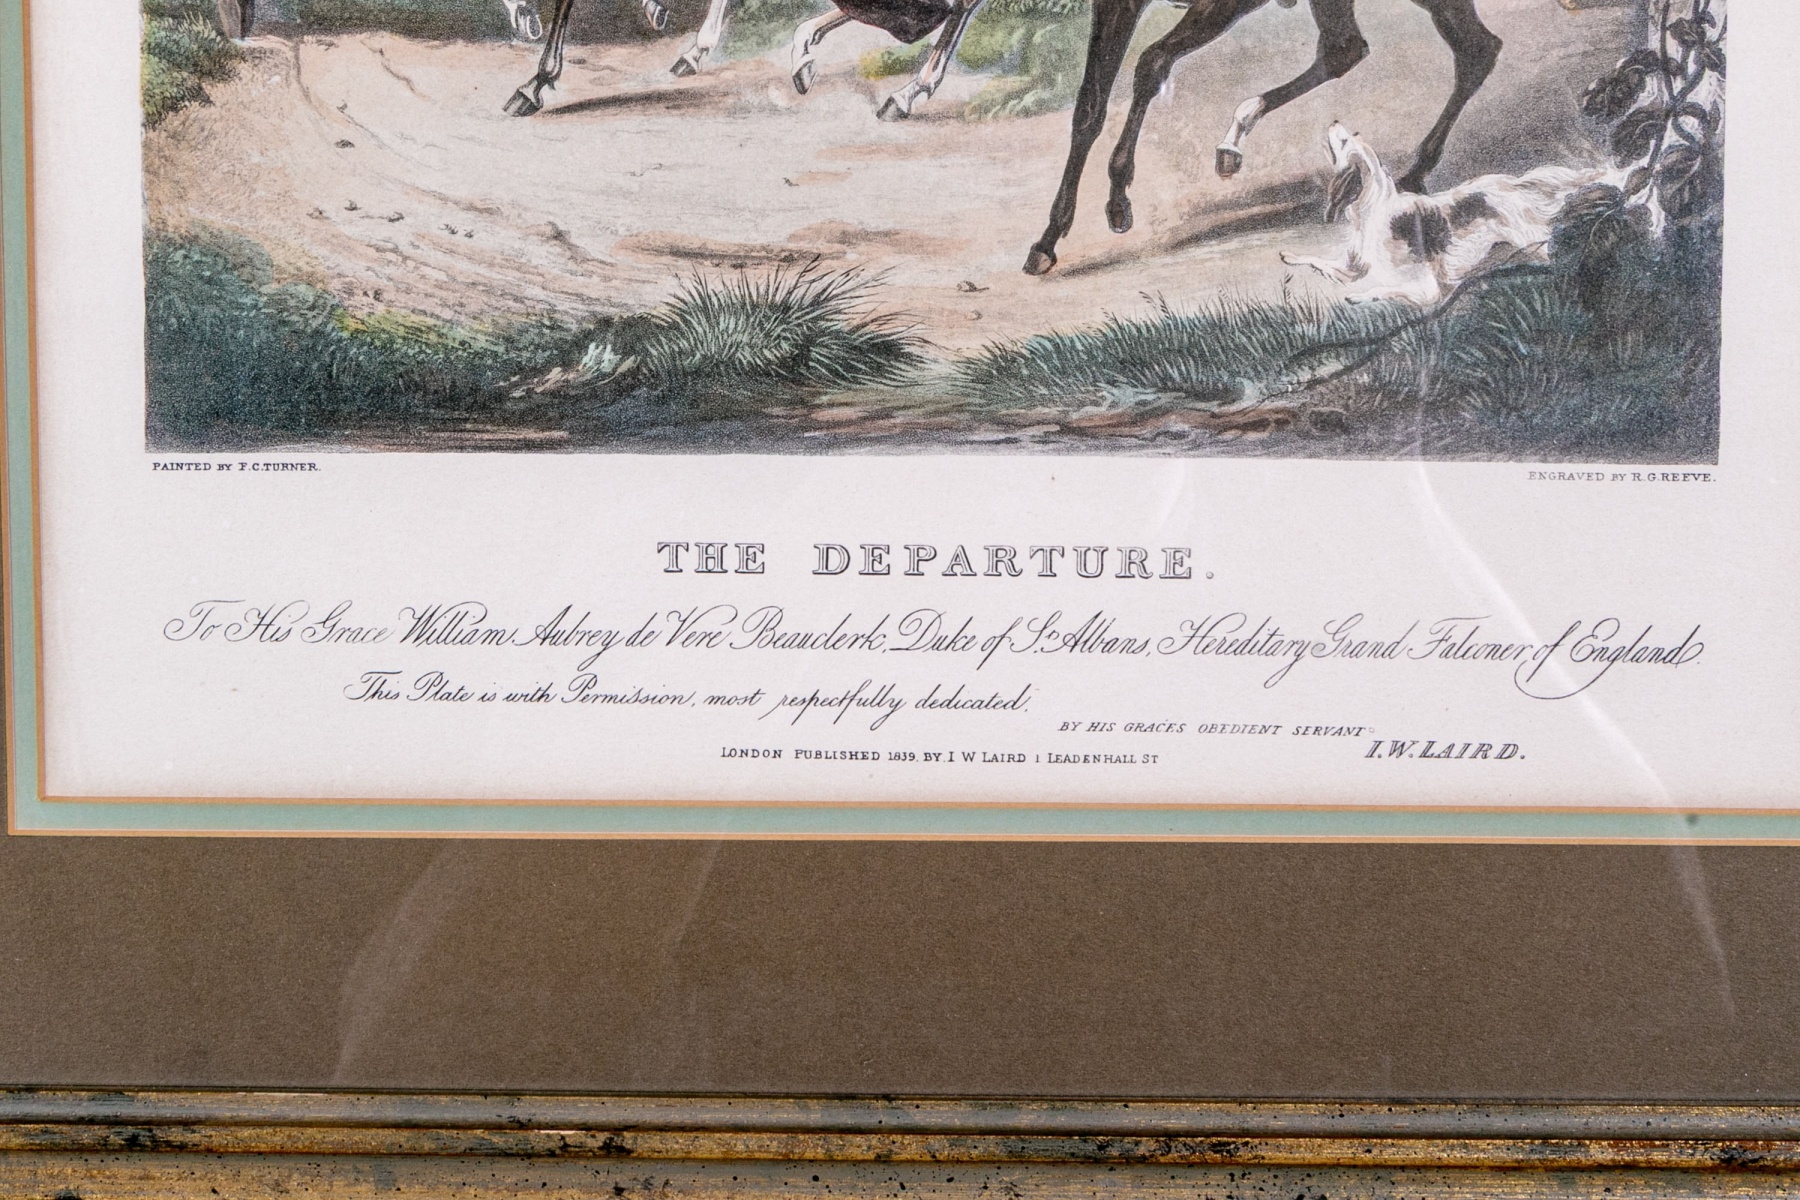 PAINTED BY F.C.TURNER.
ENGRAVED BY R.G.REEVE.
THE DEPARTURE.
To His Grace William Aubrey de Vere Beauclerk, Duke of St. Albans, Hereditary Grand Falconer of England.
This Plate is with Permission, most respectfully dedicated.
BY HIS GRACES OBEDIENT SERVANT
I.W.LAIRD.
LONDON PUBLISHED 1839. BY I W LAIRD 1 LEADENHALL ST